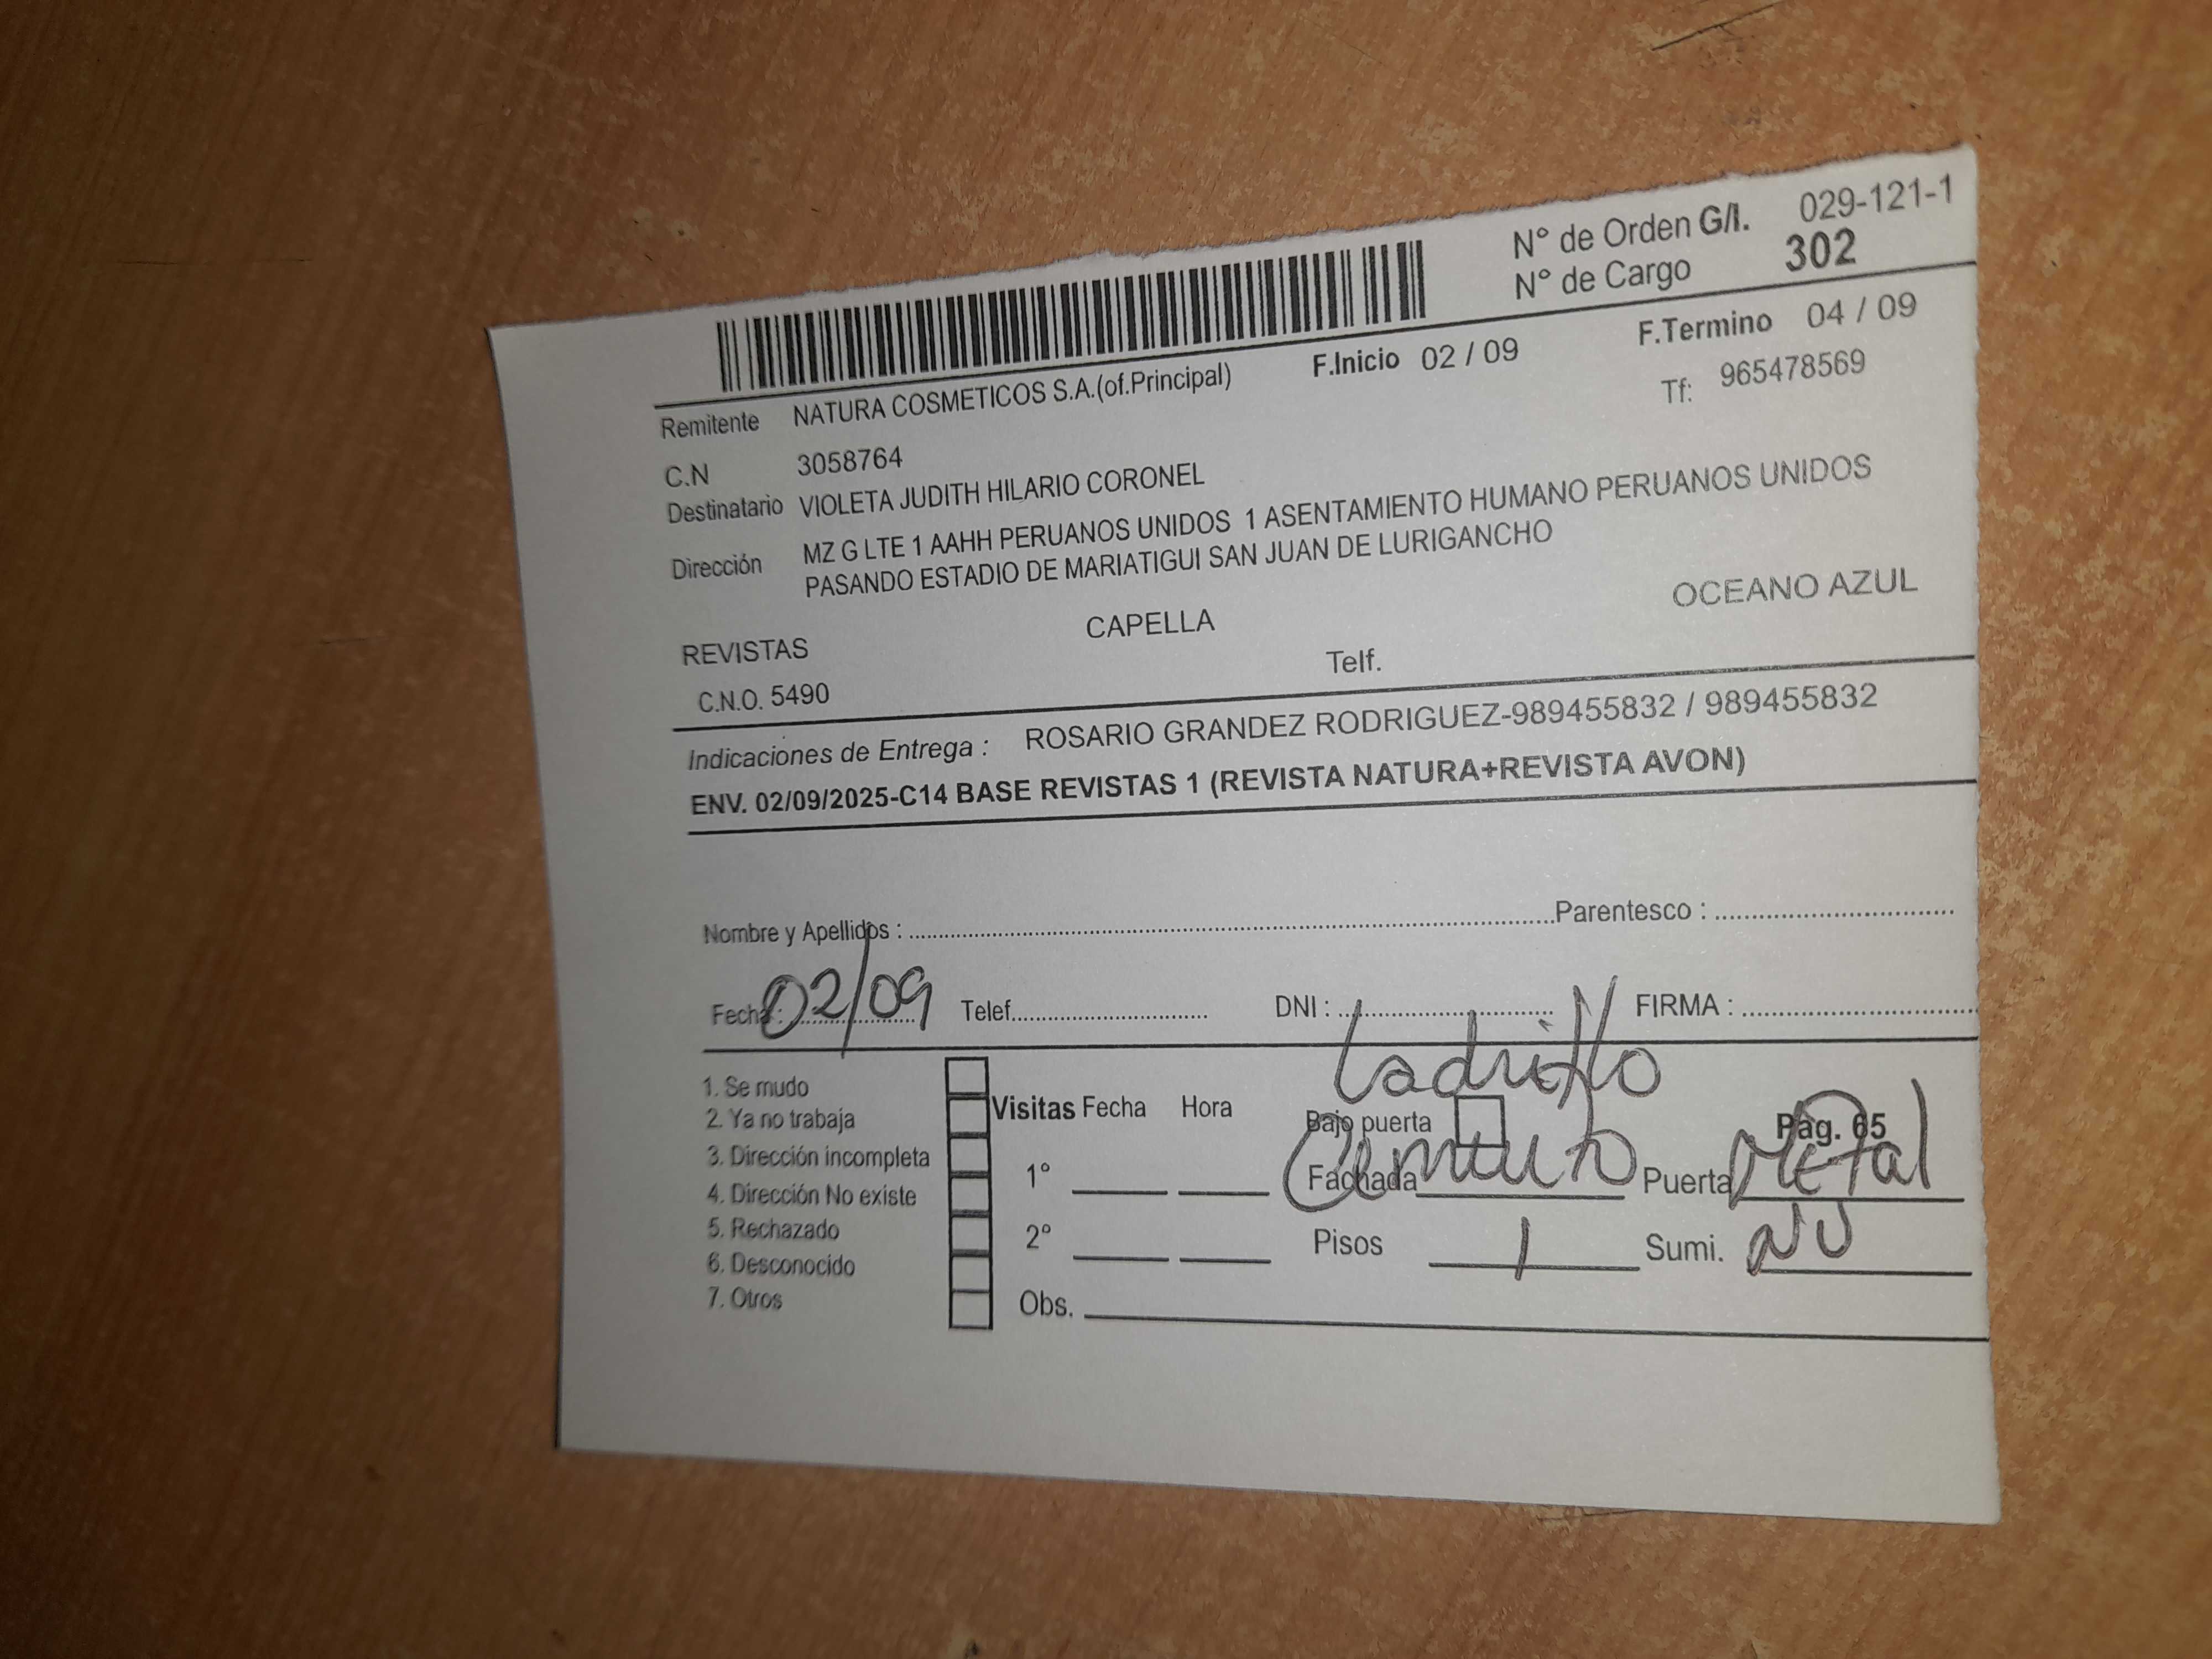 N° de Orden G/I. 029-121-1
N° de Cargo 302
Remitente NATURA COSMETICOS S.A.(of.Principal) F.Inicio 02 / 09 F.Termino 04 / 09
C.N 3058764 Tf: 965478569
Destinatario VIOLETA JUDITH HILARIO CORONEL
Dirección MZ G LTE 1 AAHH PERUANOS UNIDOS 1 ASENTAMIENTO HUMANO PERUANOS UNIDOS
PASANDO ESTADIO DE MARIATIGUI SAN JUAN DE LURIGANCHO
REVISTAS CAPELLA OCEANO AZUL
C.N.O. 5490 Telf.
Indicaciones de Entrega : ROSARIO GRANDEZ RODRIGUEZ-989455832 / 989455832
ENV. 02/09/2025-C14 BASE REVISTAS 1 (REVISTA NATURA+REVISTA AVON)
Nombre y Apellidos : Parentesco :
Fecha : 02/09 Telef. DNI : FIRMA :
Ladrillo
1. Se mudo
2. Ya no trabaja
3. Dirección incompleta
4. Dirección No existe
5. Rechazado
6. Desconocido
7. Otros
Visitas Fecha Hora
1°
2°
Obs.
Bajo puerta Pág. 65
Fachada Puerta Metal
Pisos 1 Sumi. NO